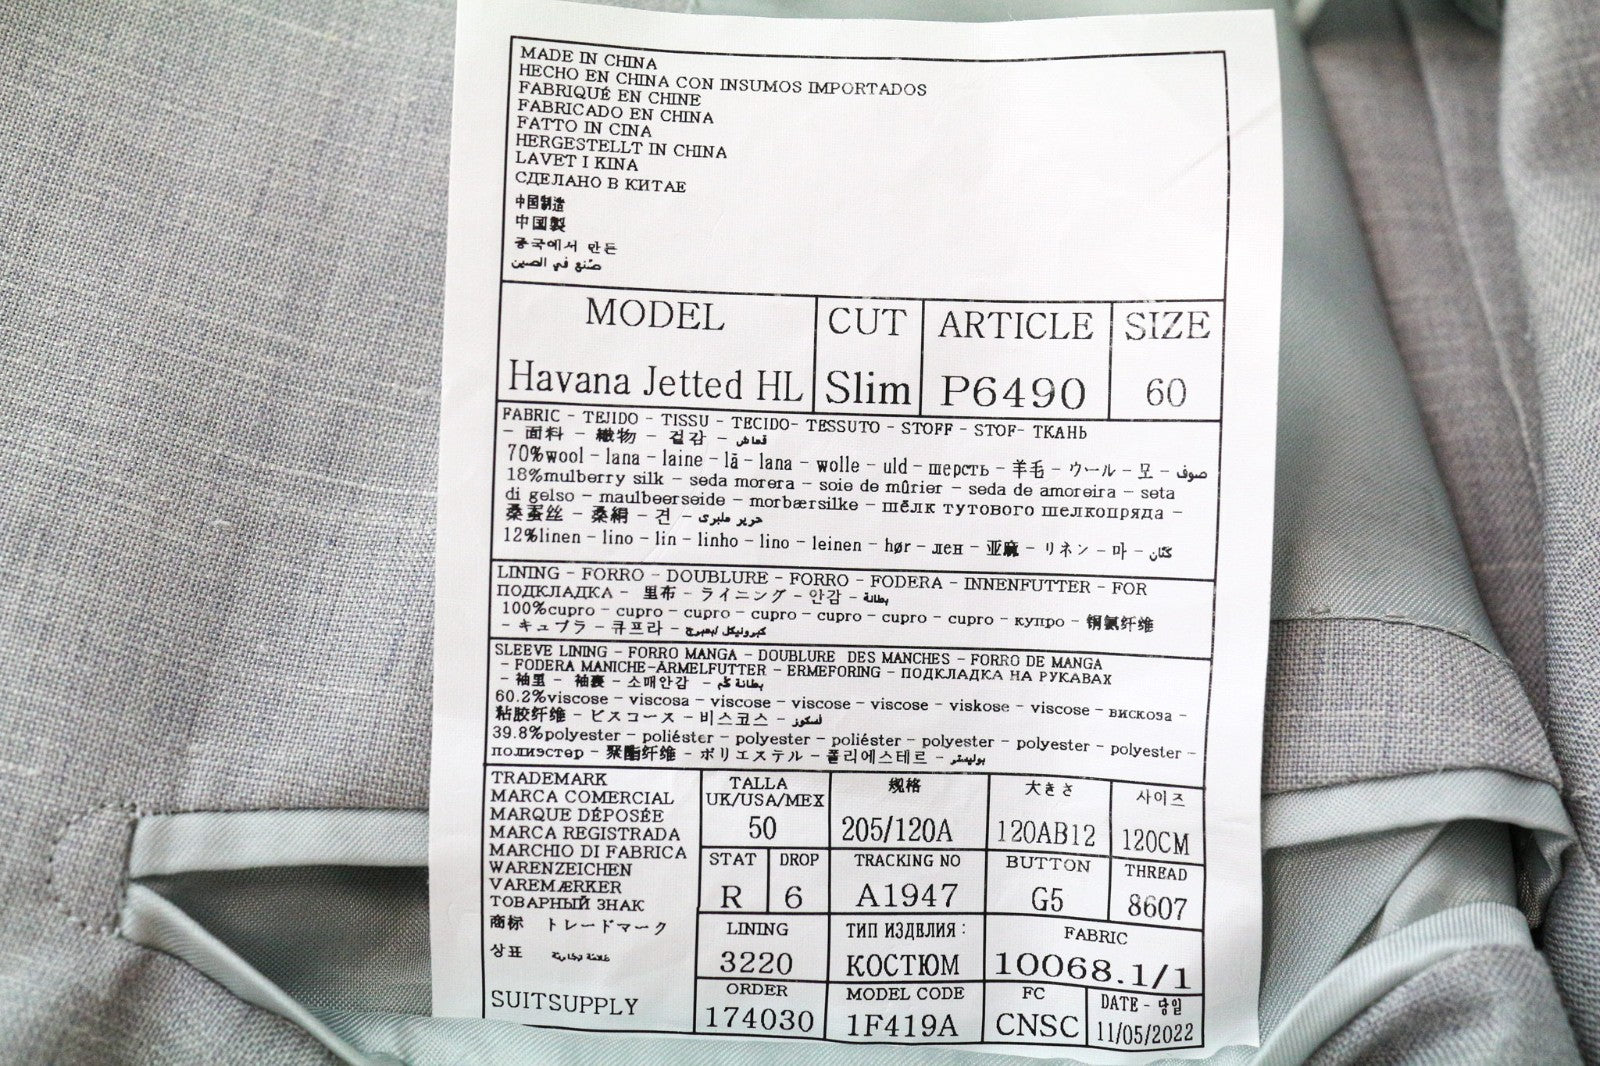 MADE IN CHINA
HECHO EN CHINA CON INSUMOS IMPORTADOS
FABRIQUÉ EN CHINE
FABRICADO EN CHINA
FATTO IN CINA
HERGESTELLT IN CHINA
LAVET I KINA
СДЕЛАНО В КИТАЕ
中国制造
中国製
중국에서 만든
صنع في الصين
MODEL CUT ARTICLE SIZE
Havana Jetted HL Slim P6490 60
FABRIC - TEJIDO - TISSU - TECIDO- TESSUTO - STOFF - STOF- ТКАНЬ
- 面料 - 織物 - 겉감 - قماش
70%wool - lana - laine - lã - lana - wolle - uld - шерсть - 羊毛 - ウール - 모 - صوف
18%mulberry silk - seda morera - soie de mûrier - seda de amoreira - seta
di gelso - maulbeerseide - morbærsilke - шёлк тутового шелкопряда -
桑蚕丝 - 桑絹 - 견 - حرير ملبري
12%linen - lino - lin - linho - lino - leinen - hør - лен - 亚麻 - リネン - 마 - كتان
LINING - FORRO - DOUBLURE - FORRO - FODERA - INNENFUTTER - FOR
ПОДКЛАДКА - 里布 - ライニング - 안감 - بطانة
100%cupro - cupro - cupro - cupro - cupro - cupro - cupro - купро - 铜氨纤维
- キュプラ - 큐프라 -
SLEEVE LINING - FORRO MANGA - DOUBLURE DES MANCHES - FORRO DE MANGA
- FODERA MANICHE-ÄRMELFUTTER - ERMEFORING - ПОДКЛАДКА НА РУКАВАХ
- 袖里 - 袖裏 - 소매안감 - بطانة كم
60.2%viscose - viscosa - viscose - viscose - viscose - viskose - viscose - вискоза -
粘胶纤维 - ビスコース - 비스코스 -
39.8%polyester - poliéster - polyester - poliéster - polyester - polyester - polyester -
полиэстер - 聚酯纤维 - ポリエステル - 폴리에스테르 - بوليستر
TRADEMARK
MARCA COMERCIAL
MARQUE DÉPOSÉE
MARCA REGISTRADA
MARCHIO DI FABRICA
WARENZEICHEN
VAREMÆRKER
ТОВАРНЫЙ ЗНАК
商标 トレードマーク
상표
SUITSUPPLY
TALLA 规格 大きさ 사이즈
UK/USA/MEX
50 205/120A 120AB12 120CM
STAT DROP TRACKING NO BUTTON THREAD
R 6 A1947 G5 8607
LINING ТИП ИЗДЕЛИЯ: FABRIC
3220 КОСТЮМ 10068.1/1
ORDER MODEL CODE FC DATE - 당일
174030 1F419A CNSC 11/05/2022